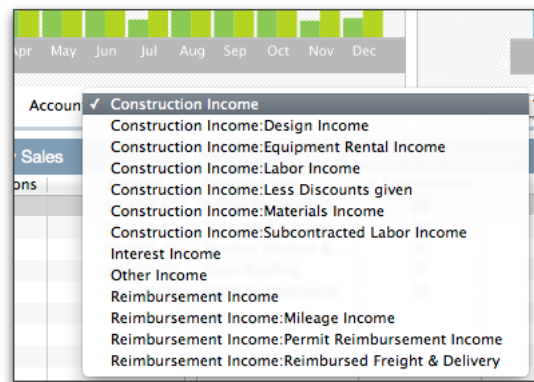 Apr May Jun Jul Aug Sep Oct Nov Dec
Accoun ✓ Construction Income
Construction Income:Design Income
Construction Income:Equipment Rental Income
Construction Income:Labor Income
Construction Income:Less Discounts given
Construction Income:Materials Income
Construction Income:Subcontracted Labor Income
Interest Income
Other Income
Reimbursement Income
Reimbursement Income:Mileage Income
Reimbursement Income:Permit Reimbursement Income
Reimbursement Income:Reimbursed Freight & Delivery
Sales
ons